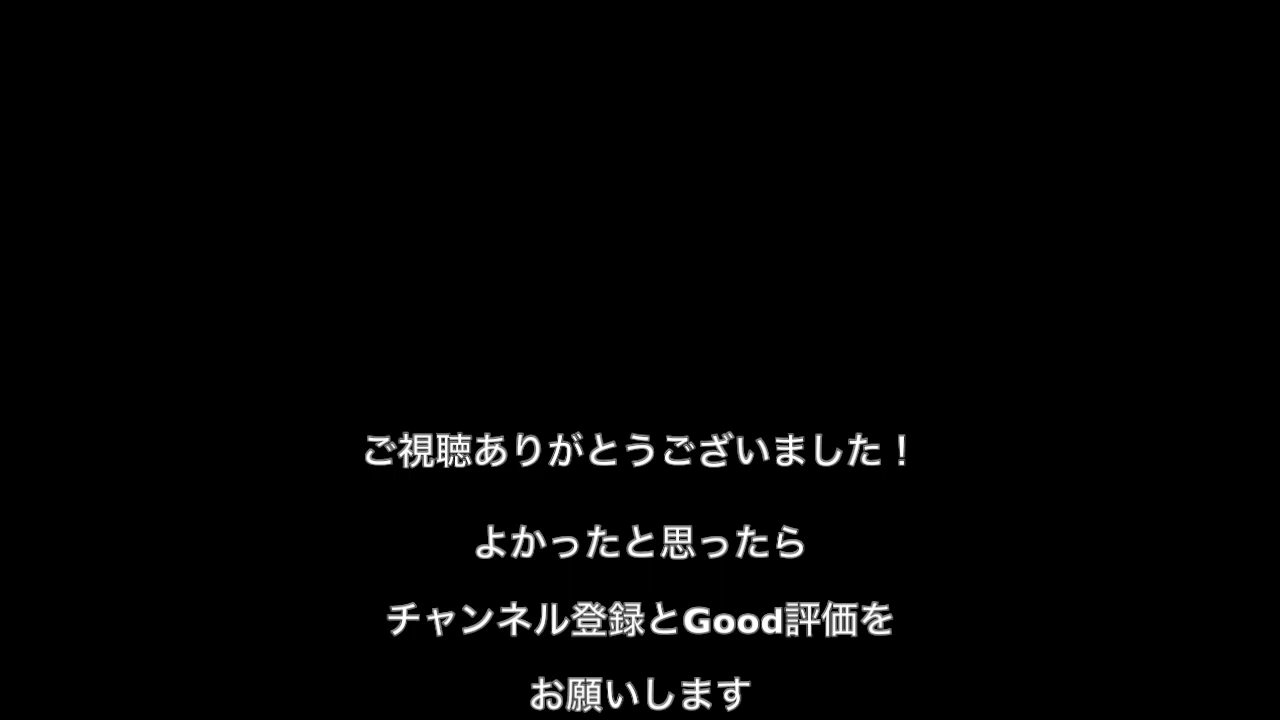 ご視聴ありがとうございました！
よかったと思ったら
チャンネル登録とGood評価を
お願いします